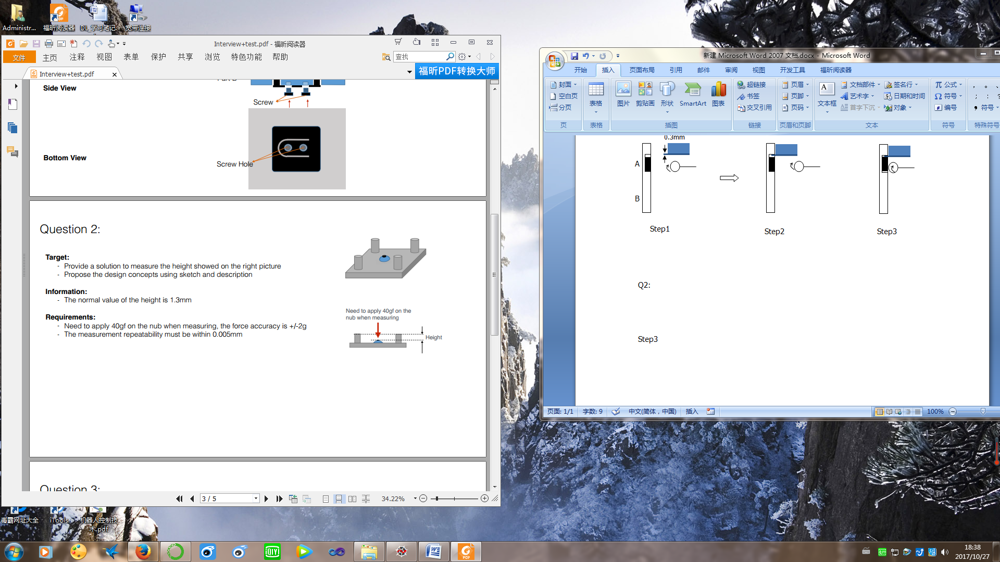 Administr...
福昕阅读器
DL_学习笔记
宽带连接
Interview+test.pdf - 福昕阅读器
文件
主页
注释
视图
表单
保护
共享
浏览
特色功能
帮助
查找
Interview+test.pdf
福昕PDF转换大师
Side View
Screw
Bottom View
Screw Hole
Question 2:
Target:
- Provide a solution to measure the height showed on the right picture
- Propose the design concepts using sketch and description
Information:
- The normal value of the height is 1.3mm
Requirements:
- Need to apply 40gf on the nub when measuring, the force accuracy is +/-2g
- The measurement repeatability must be within 0.005mm
Need to apply 40gf on the
nub when measuring
Height
Question 3:
3 / 5
34.22%
新建 Microsoft Word 2007 文档.docx - Microsoft Word
开始
插入
页面布局
引用
邮件
审阅
视图
开发工具
福昕阅读器
封面
空白页
分页
页
表格
表格
图片
剪贴画
形状
SmartArt
图表
插图
超链接
书签
交叉引用
链接
页眉
页脚
页码
页眉和页脚
文本框
文档部件
艺术字
首字下沉
签名行
日期和时间
对象
文本
公式
符号
编号
符号
符号
特殊符号
0.3mm
A
B
Step1
Step2
Step3
Q2:
Step3
页面: 1/1
字数: 9
中文(简体，中国)
插入
100%
毒霸网址大全
iTools
机器人控制技
术.pdf
18:38
2017/10/27